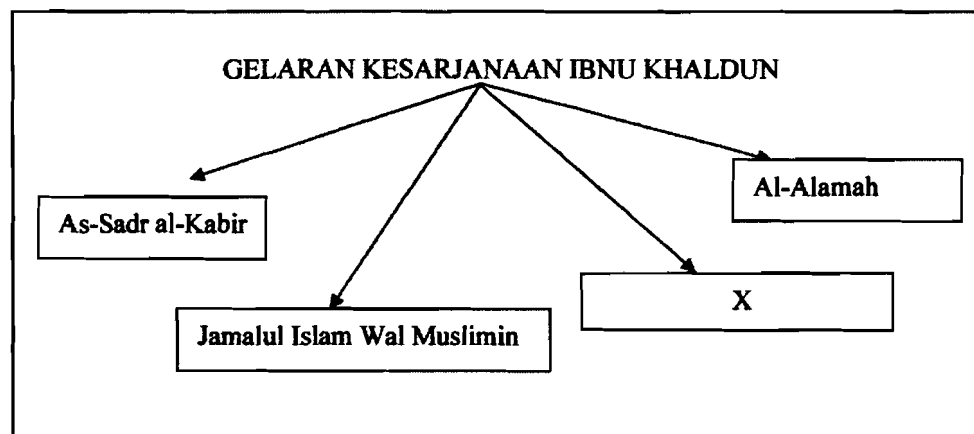 GELARAN KESARJANAAN IBNU KHALDUN
Al-Alamah
As-Sadr al-Kabir
X
Jamalul Islam Wal Muslimin